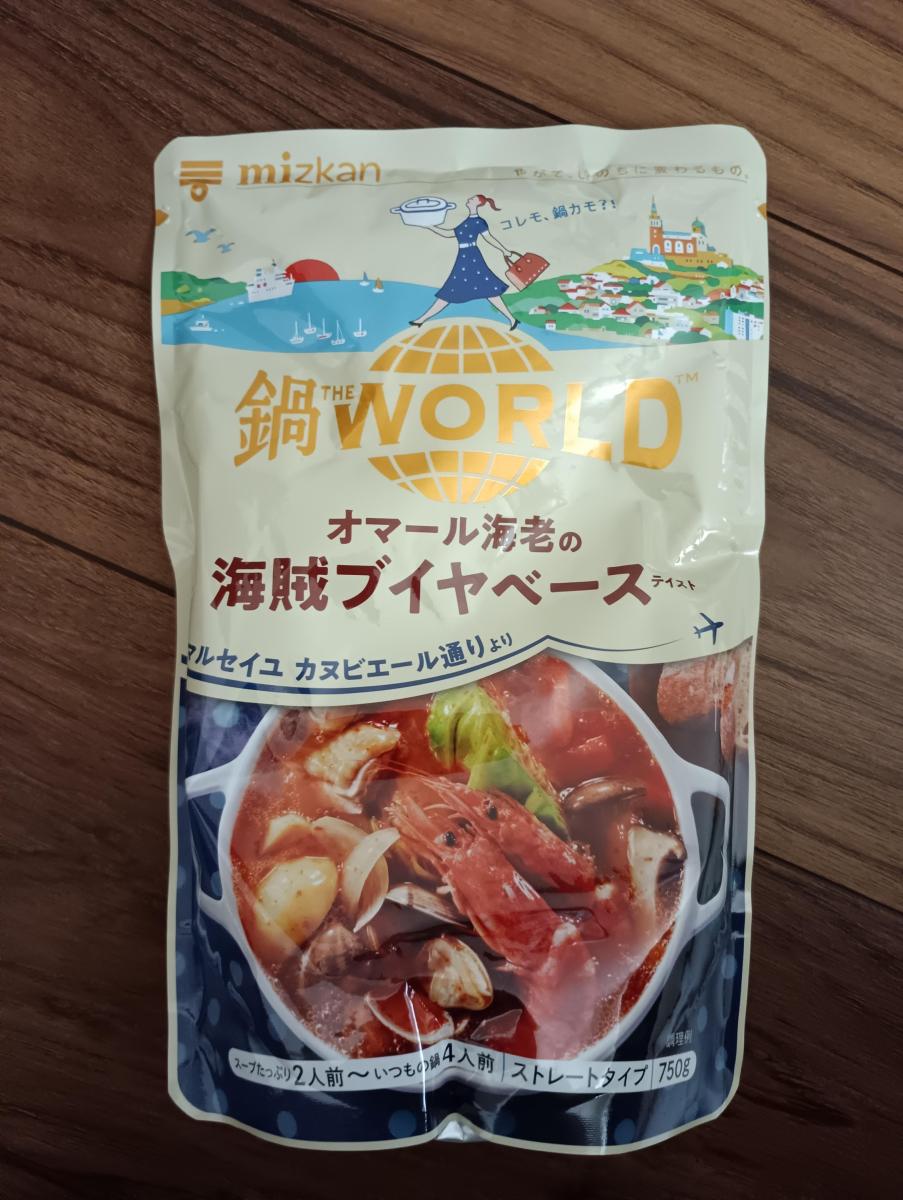 mizkan
やがて、いのちに変わるもの。
コレモ、鍋カモ?!
鍋 THE WORLD™
オマール海老の
海賊ブイヤベース テイスト
マルセイユ カヌビエール通りより
調理例
スープたっぷり2人前〜いつもの鍋4人前 ストレートタイプ 750g